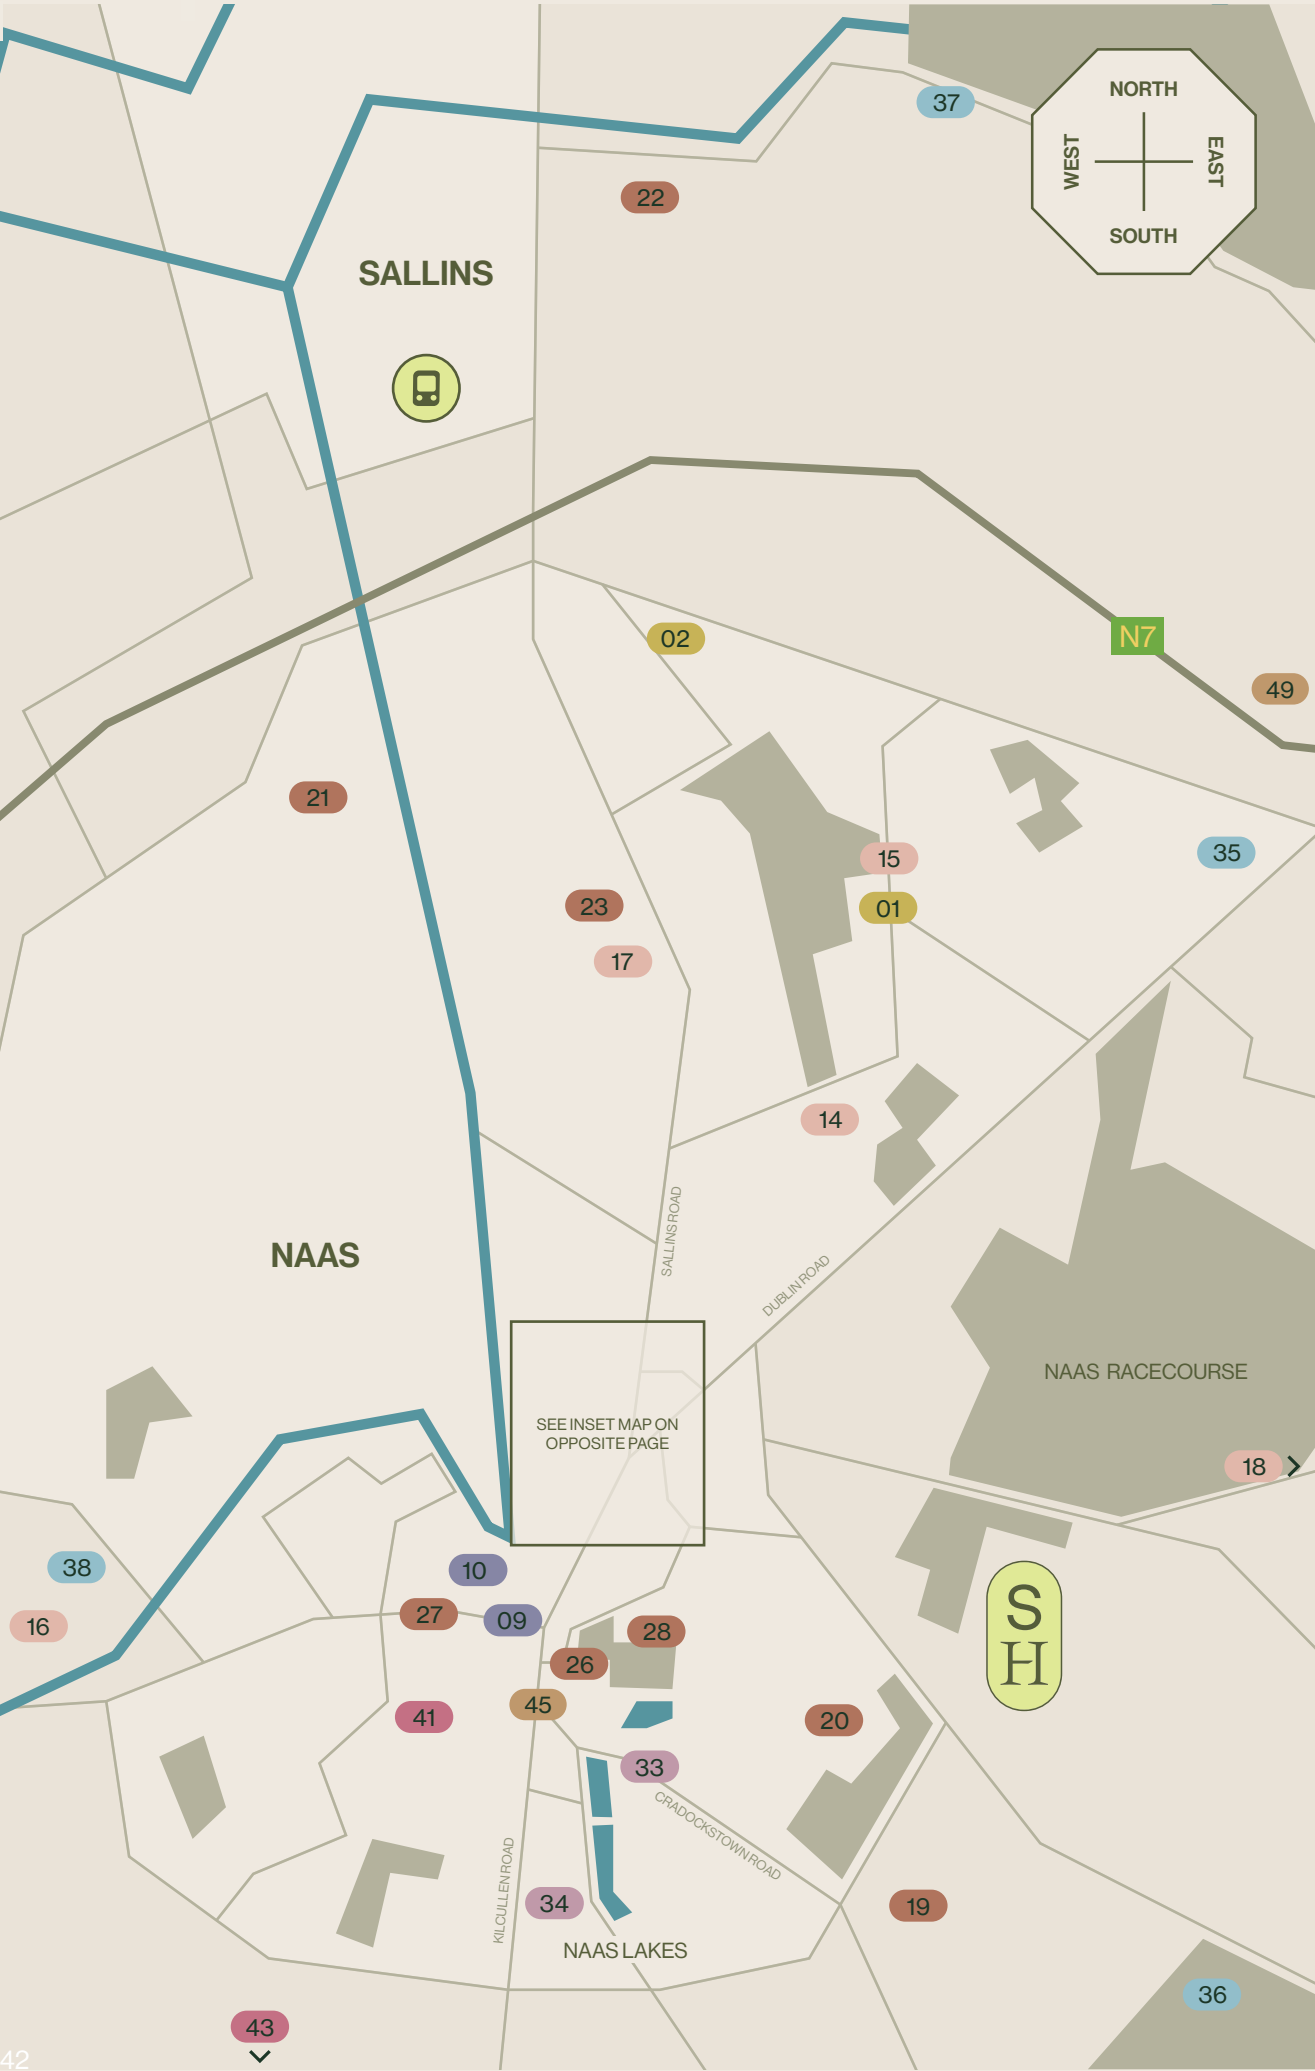 NORTH
WEST
EAST
SOUTH
37
22
SALLINS
N7
02
49
21
15
35
01
23
17
14
SALLINS ROAD
DUBLIN ROAD
NAAS
NAAS RACECOURSE
SEE INSET MAP ON
OPPOSITE PAGE
18
38
10
16
27
09
28
26
S
H
45
41
20
33
CRADOCKSTOWN ROAD
KILCULLEN ROAD
34
19
NAAS LAKES
36
43
42